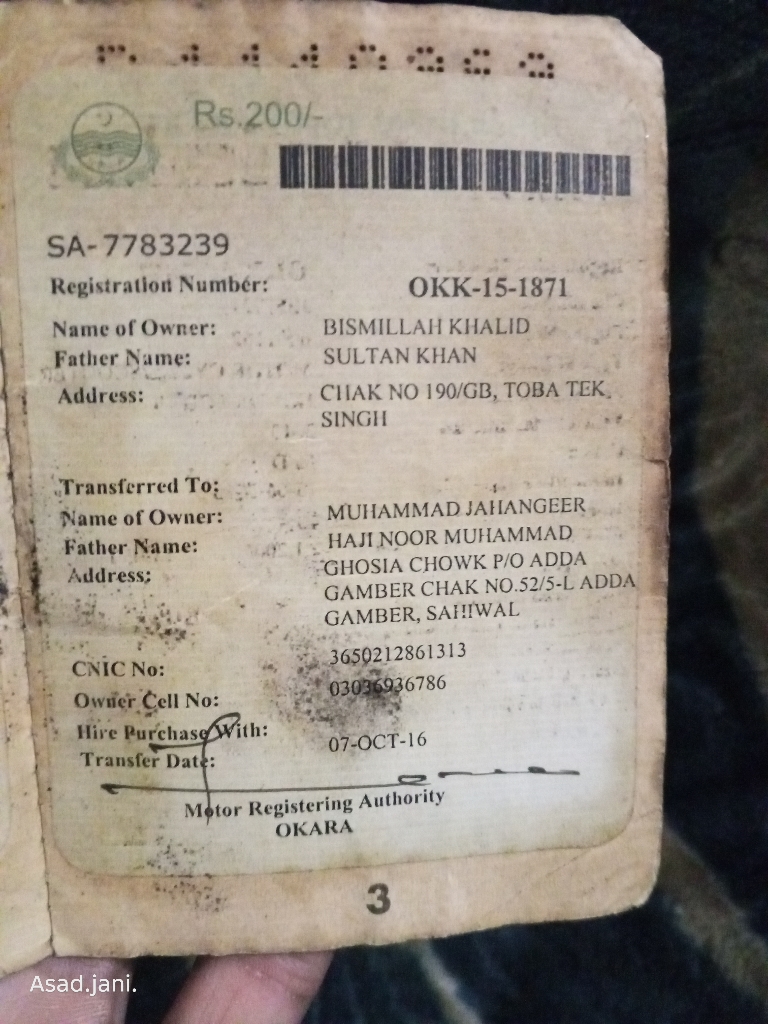 Rs.200/-
SA-7783239
Registration Number: OKK-15-1871
Name of Owner: BISMILLAH KHALID
Father Name: SULTAN KHAN
Address: CHAK NO 190/GB, TOBA TEK
SINGH
Transferred To:
Name of Owner: MUHAMMAD JAHANGEER
Father Name: HAJI NOOR MUHAMMAD
Address: GHOSIA CHOWK P/O ADDA
GAMBER CHAK NO.52/5-L ADDA
GAMBER, SAHIWAL
CNIC No: 3650212861313
Owner Cell No: 03036936786
Hire Purchase With:
Transfer Date: 07-OCT-16
Motor Registering Authority
OKARA
3
Asad.jani.